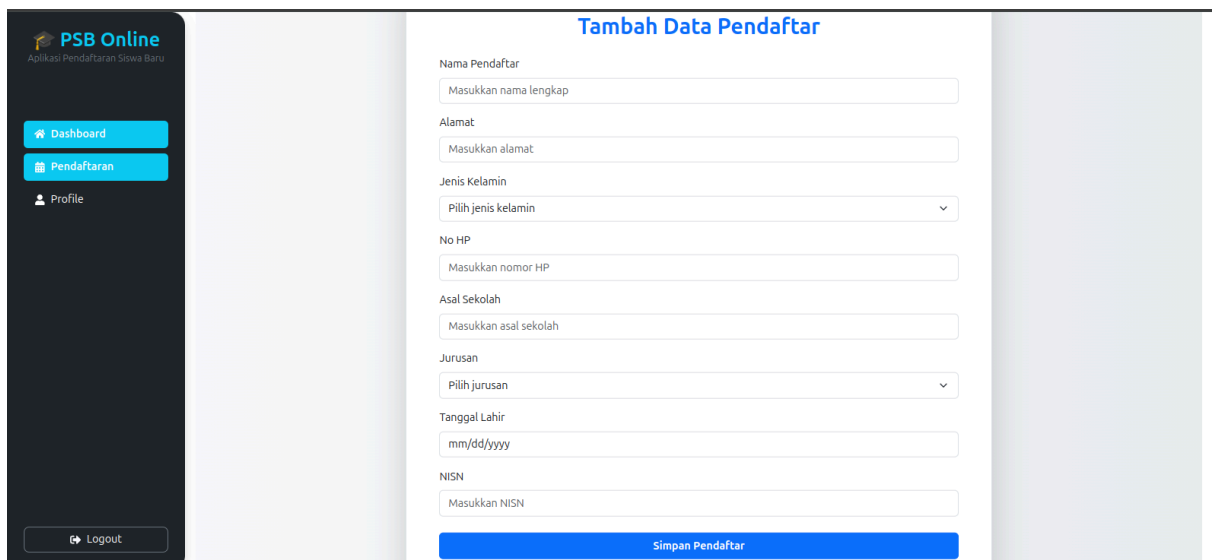 PSB Online
Aplikasi Pendaftaran Siswa Baru
Dashboard
Pendaftaran
Profile
Logout
Tambah Data Pendaftar
Nama Pendaftar
Masukkan nama lengkap
Alamat
Masukkan alamat
Jenis Kelamin
Pilih jenis kelamin
No HP
Masukkan nomor HP
Asal Sekolah
Masukkan asal sekolah
Jurusan
Pilih jurusan
Tanggal Lahir
mm/dd/yyyy
NISN
Masukkan NISN
Simpan Pendaftar